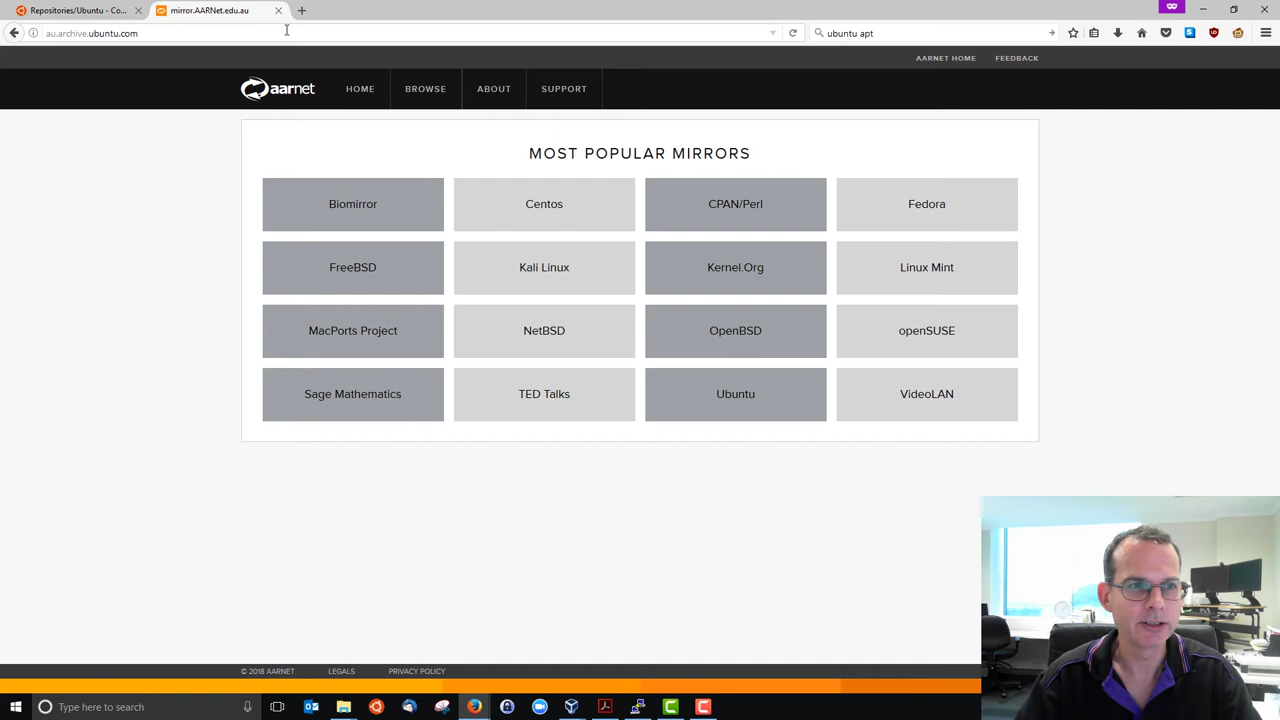 Repositories/Ubuntu - Co...
mirror.AARNet.edu.au
au.archive.ubuntu.com
ubuntu apt
AARNET HOME
FEEDBACK
aarnet
HOME
BROWSE
ABOUT
SUPPORT
MOST POPULAR MIRRORS
Biomirror
Centos
CPAN/Perl
Fedora
FreeBSD
Kali Linux
Kernel.Org
Linux Mint
MacPorts Project
NetBSD
OpenBSD
openSUSE
Sage Mathematics
TED Talks
Ubuntu
VideoLAN
© 2018 AARNET
LEGALS
PRIVACY POLICY
Type here to search